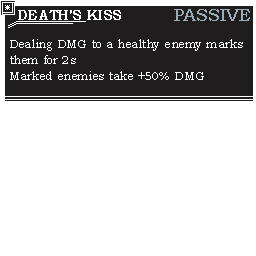 DEATH'S KISS PASSIVE
Dealing DMG to a healthy enemy marks
them for 2s
Marked enemies take +50% DMG